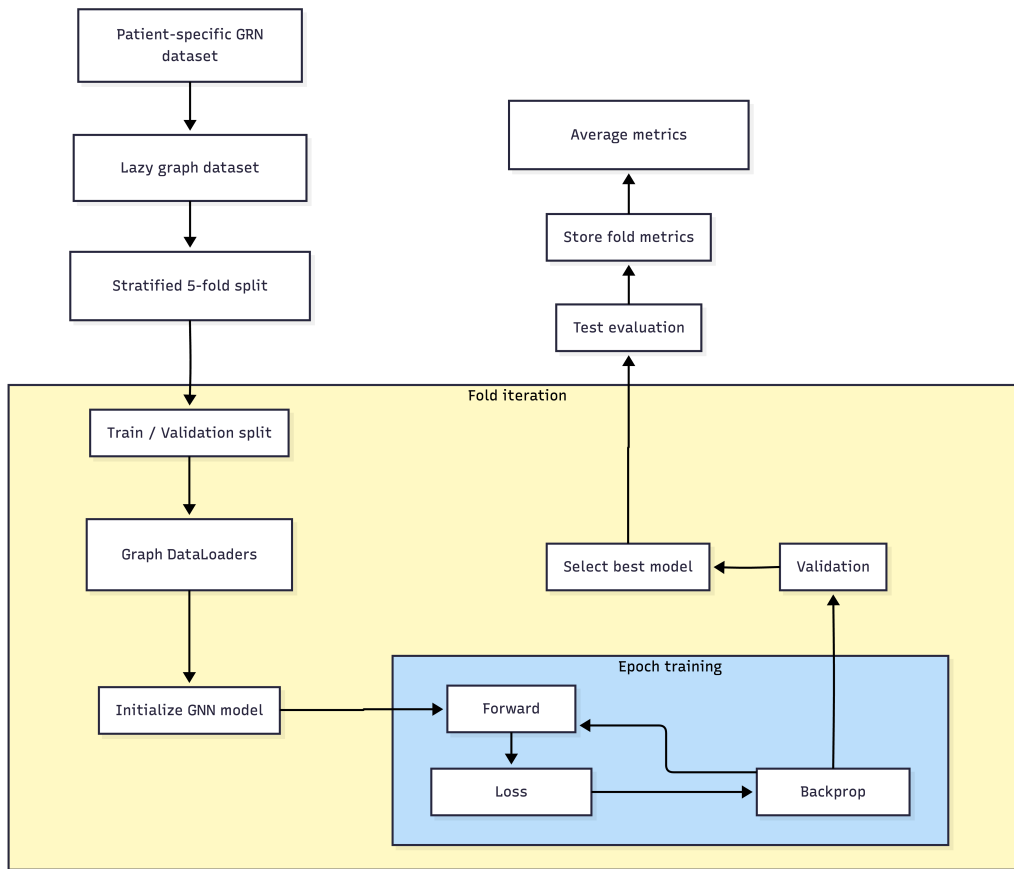 Patient-specific GRN
dataset
Lazy graph dataset
Stratified 5-fold split
Average metrics
Store fold metrics
Test evaluation
Fold iteration
Train / Validation split
Graph DataLoaders
Initialize GNN model
Select best model
Validation
Epoch training
Forward
Loss
Backprop